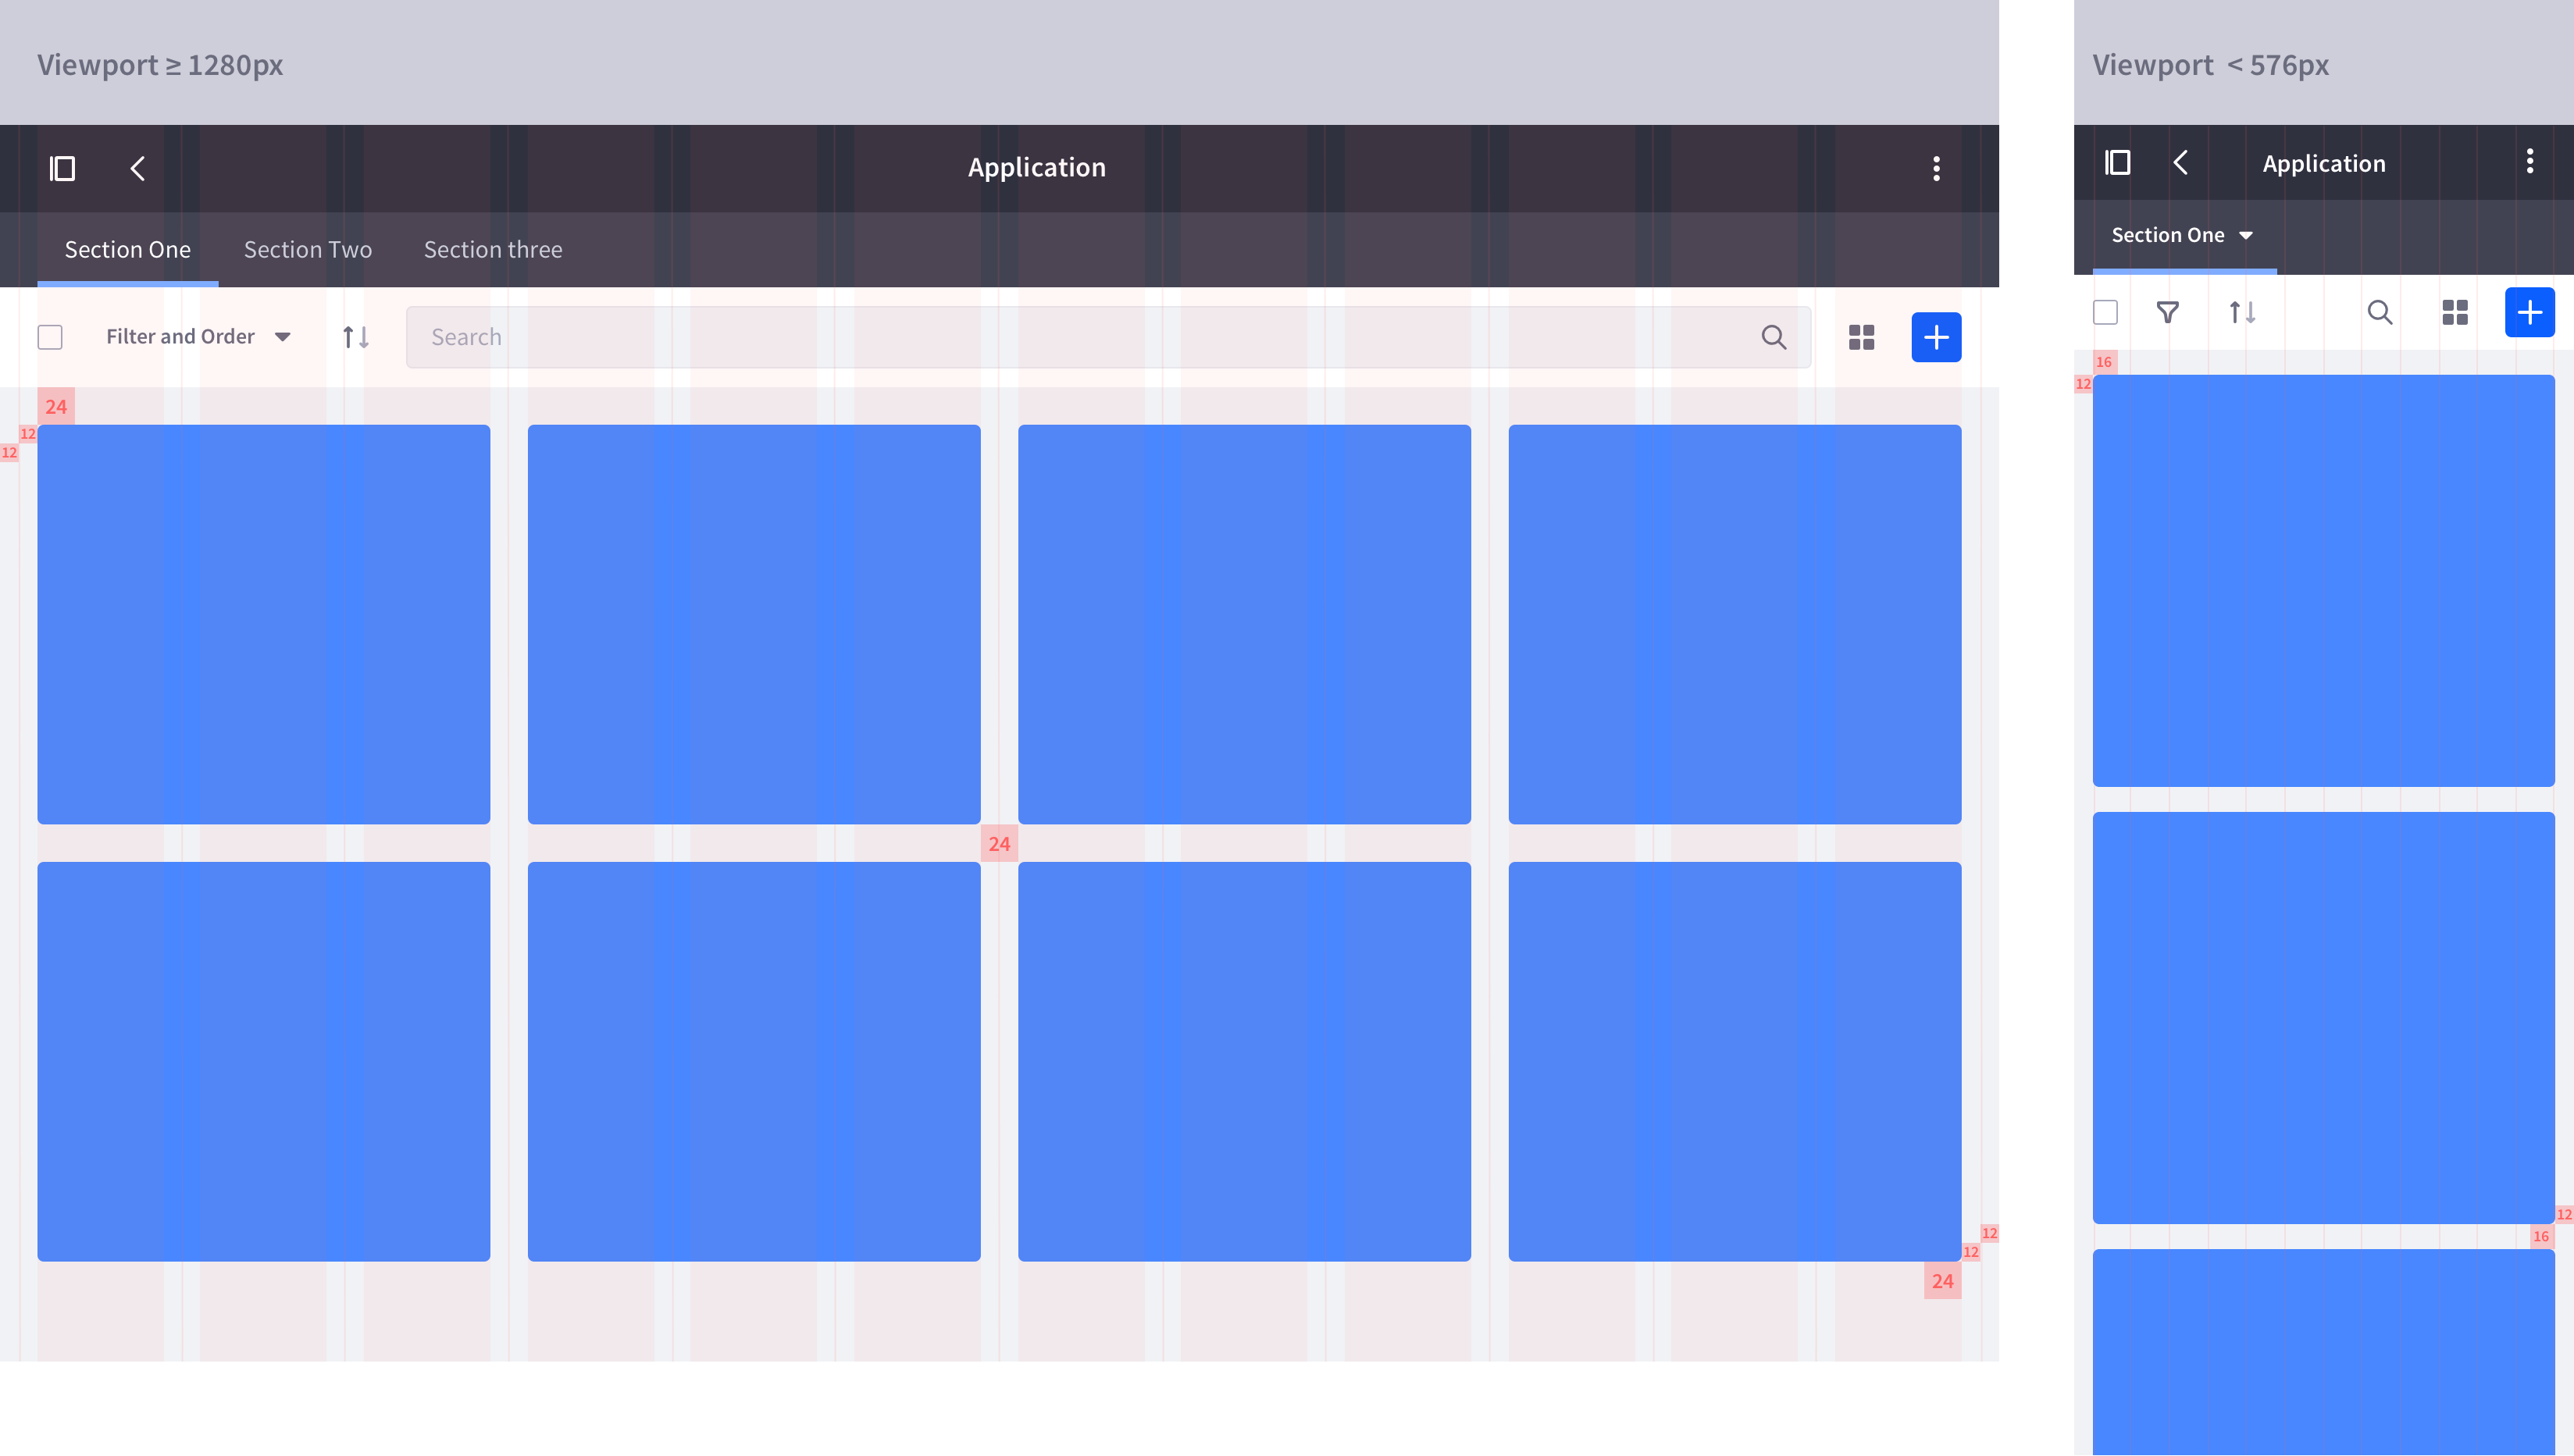 Viewport ≥ 1280px
Application
Section One Section Two Section three
Filter and Order Search
24
12
12
24
12
12
24
Viewport < 576px
Application
Section One
16
12
12
16